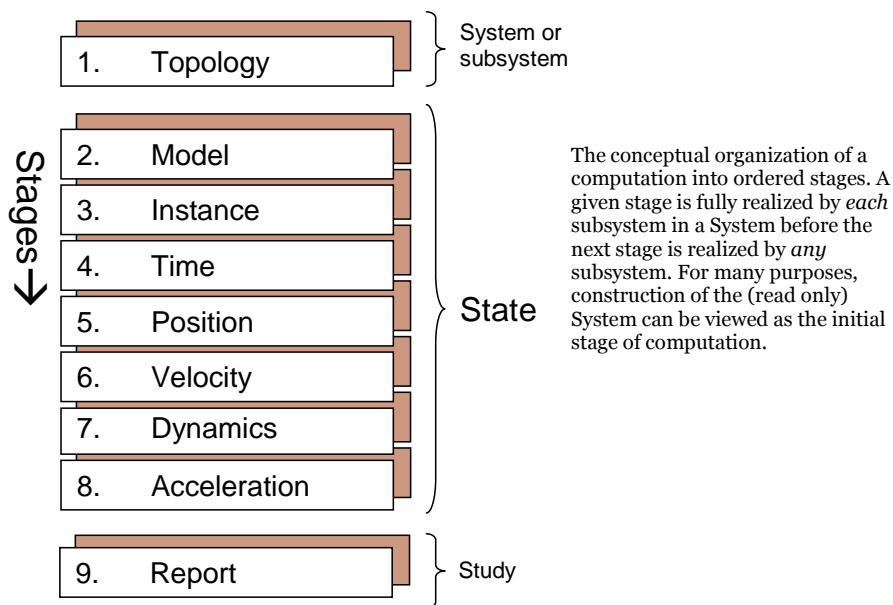 1. Topology
System or
subsystem
Stages→
2. Model
3. Instance
4. Time
5. Position
6. Velocity
7. Dynamics
8. Acceleration
State
The conceptual organization of a
computation into ordered stages. A
given stage is fully realized by each
subsystem in a System before the
next stage is realized by any
subsystem. For many purposes,
construction of the (read only)
System can be viewed as the initial
stage of computation.
9. Report
Study